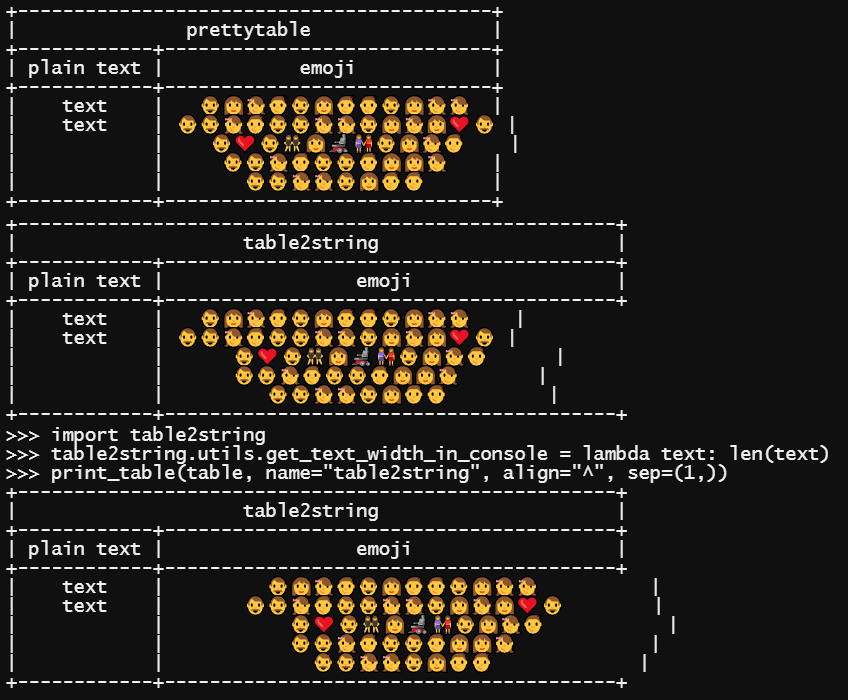 prettytable
plain text | emoji
text
text
table2string
plain text | emoji
text
text
>>> import table2string
>>> table2string.utils.get_text_width_in_console = lambda text: len(text)
>>> print_table(table, name="table2string", align="^", sep=(1,))
table2string
plain text | emoji
text
text